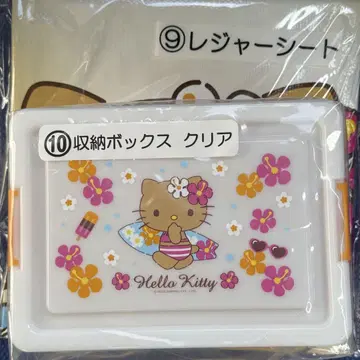 ⑨レジャーシート
⑩収納ボックス クリア
Hello Kitty